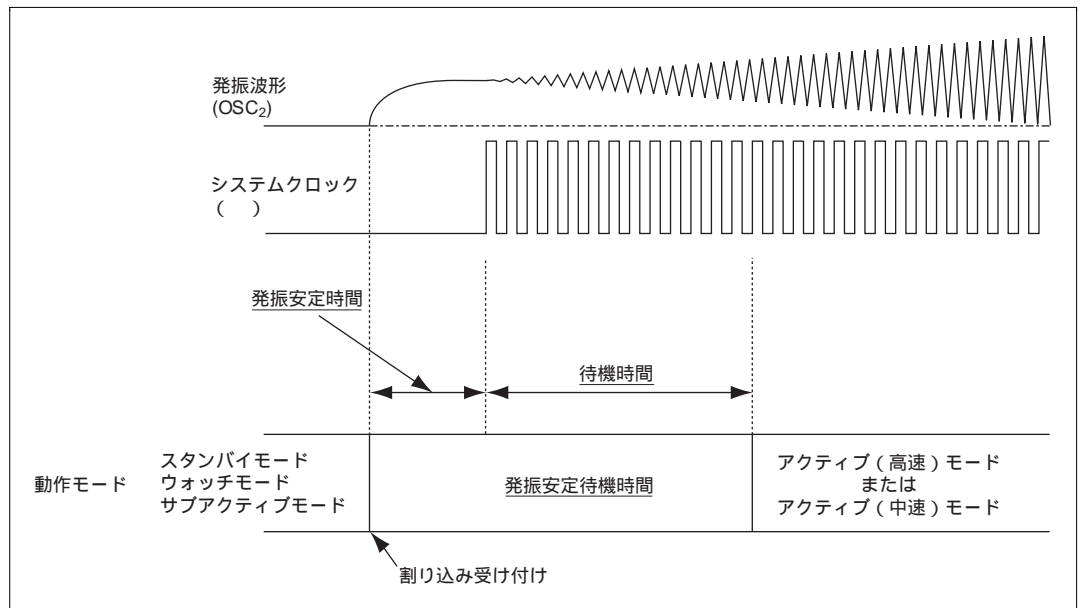 発振波形
(OSC2)
システムクロック
(　)
発振安定時間
待機時間
動作モード
スタンバイモード
ウォッチモード
サブアクティブモード
発振安定待機時間
アクティブ（高速）モード
または
アクティブ（中速）モード
割り込み受け付け